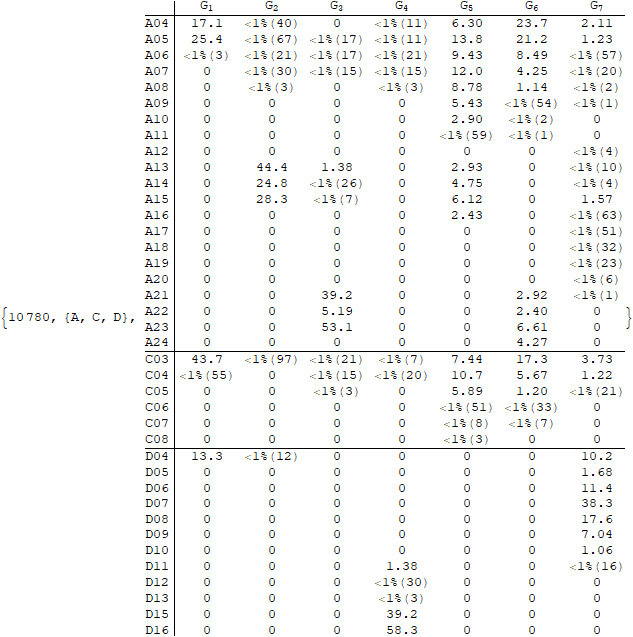 G1 G2 G3 G4 G5 G6 G7
A04 17.1 <1%(40) 0 <1%(11) 6.30 23.7 2.11
A05 25.4 <1%(67) <1%(17) <1%(11) 13.8 21.2 1.23
A06 <1%(3) <1%(21) <1%(17) <1%(21) 9.43 8.49 <1%(57)
A07 0 <1%(30) <1%(15) <1%(15) 12.0 4.25 <1%(20)
A08 0 <1%(3) 0 <1%(3) 8.78 1.14 <1%(2)
A09 0 0 0 0 5.43 <1%(54) <1%(1)
A10 0 0 0 0 2.90 <1%(2) 0
A11 0 0 0 0 <1%(59) <1%(1) 0
A12 0 0 0 0 0 0 <1%(4)
A13 0 44.4 1.38 0 2.93 0 <1%(10)
A14 0 24.8 <1%(26) 0 4.75 0 <1%(4)
A15 0 28.3 <1%(7) 0 6.12 0 1.57
A16 0 0 0 0 2.43 0 <1%(63)
A17 0 0 0 0 0 0 <1%(51)
A18 0 0 0 0 0 0 <1%(32)
A19 0 0 0 0 0 0 <1%(23)
A20 0 0 0 0 0 0 <1%(6)
A21 0 0 39.2 0 0 2.92 <1%(1)
{10780, {A, C, D}, A22 0 0 5.19 0 0 2.40 0 }
A23 0 0 53.1 0 0 6.61 0
A24 0 0 0 0 0 4.27 0
C03 43.7 <1%(97) <1%(21) <1%(7) 7.44 17.3 3.73
C04 <1%(55) 0 <1%(15) <1%(20) 10.7 5.67 1.22
C05 0 0 <1%(3) 0 5.89 1.20 <1%(21)
C06 0 0 0 0 <1%(51) <1%(33) 0
C07 0 0 0 0 <1%(8) <1%(7) 0
C08 0 0 0 0 <1%(3) 0 0
D04 13.3 <1%(12) 0 0 0 0 10.2
D05 0 0 0 0 0 0 1.68
D06 0 0 0 0 0 0 11.4
D07 0 0 0 0 0 0 38.3
D08 0 0 0 0 0 0 17.6
D09 0 0 0 0 0 0 7.04
D10 0 0 0 0 0 0 1.06
D11 0 0 0 1.38 0 0 <1%(16)
D12 0 0 0 <1%(30) 0 0 0
D13 0 0 0 <1%(3) 0 0 0
D15 0 0 0 39.2 0 0 0
D16 0 0 0 58.3 0 0 0